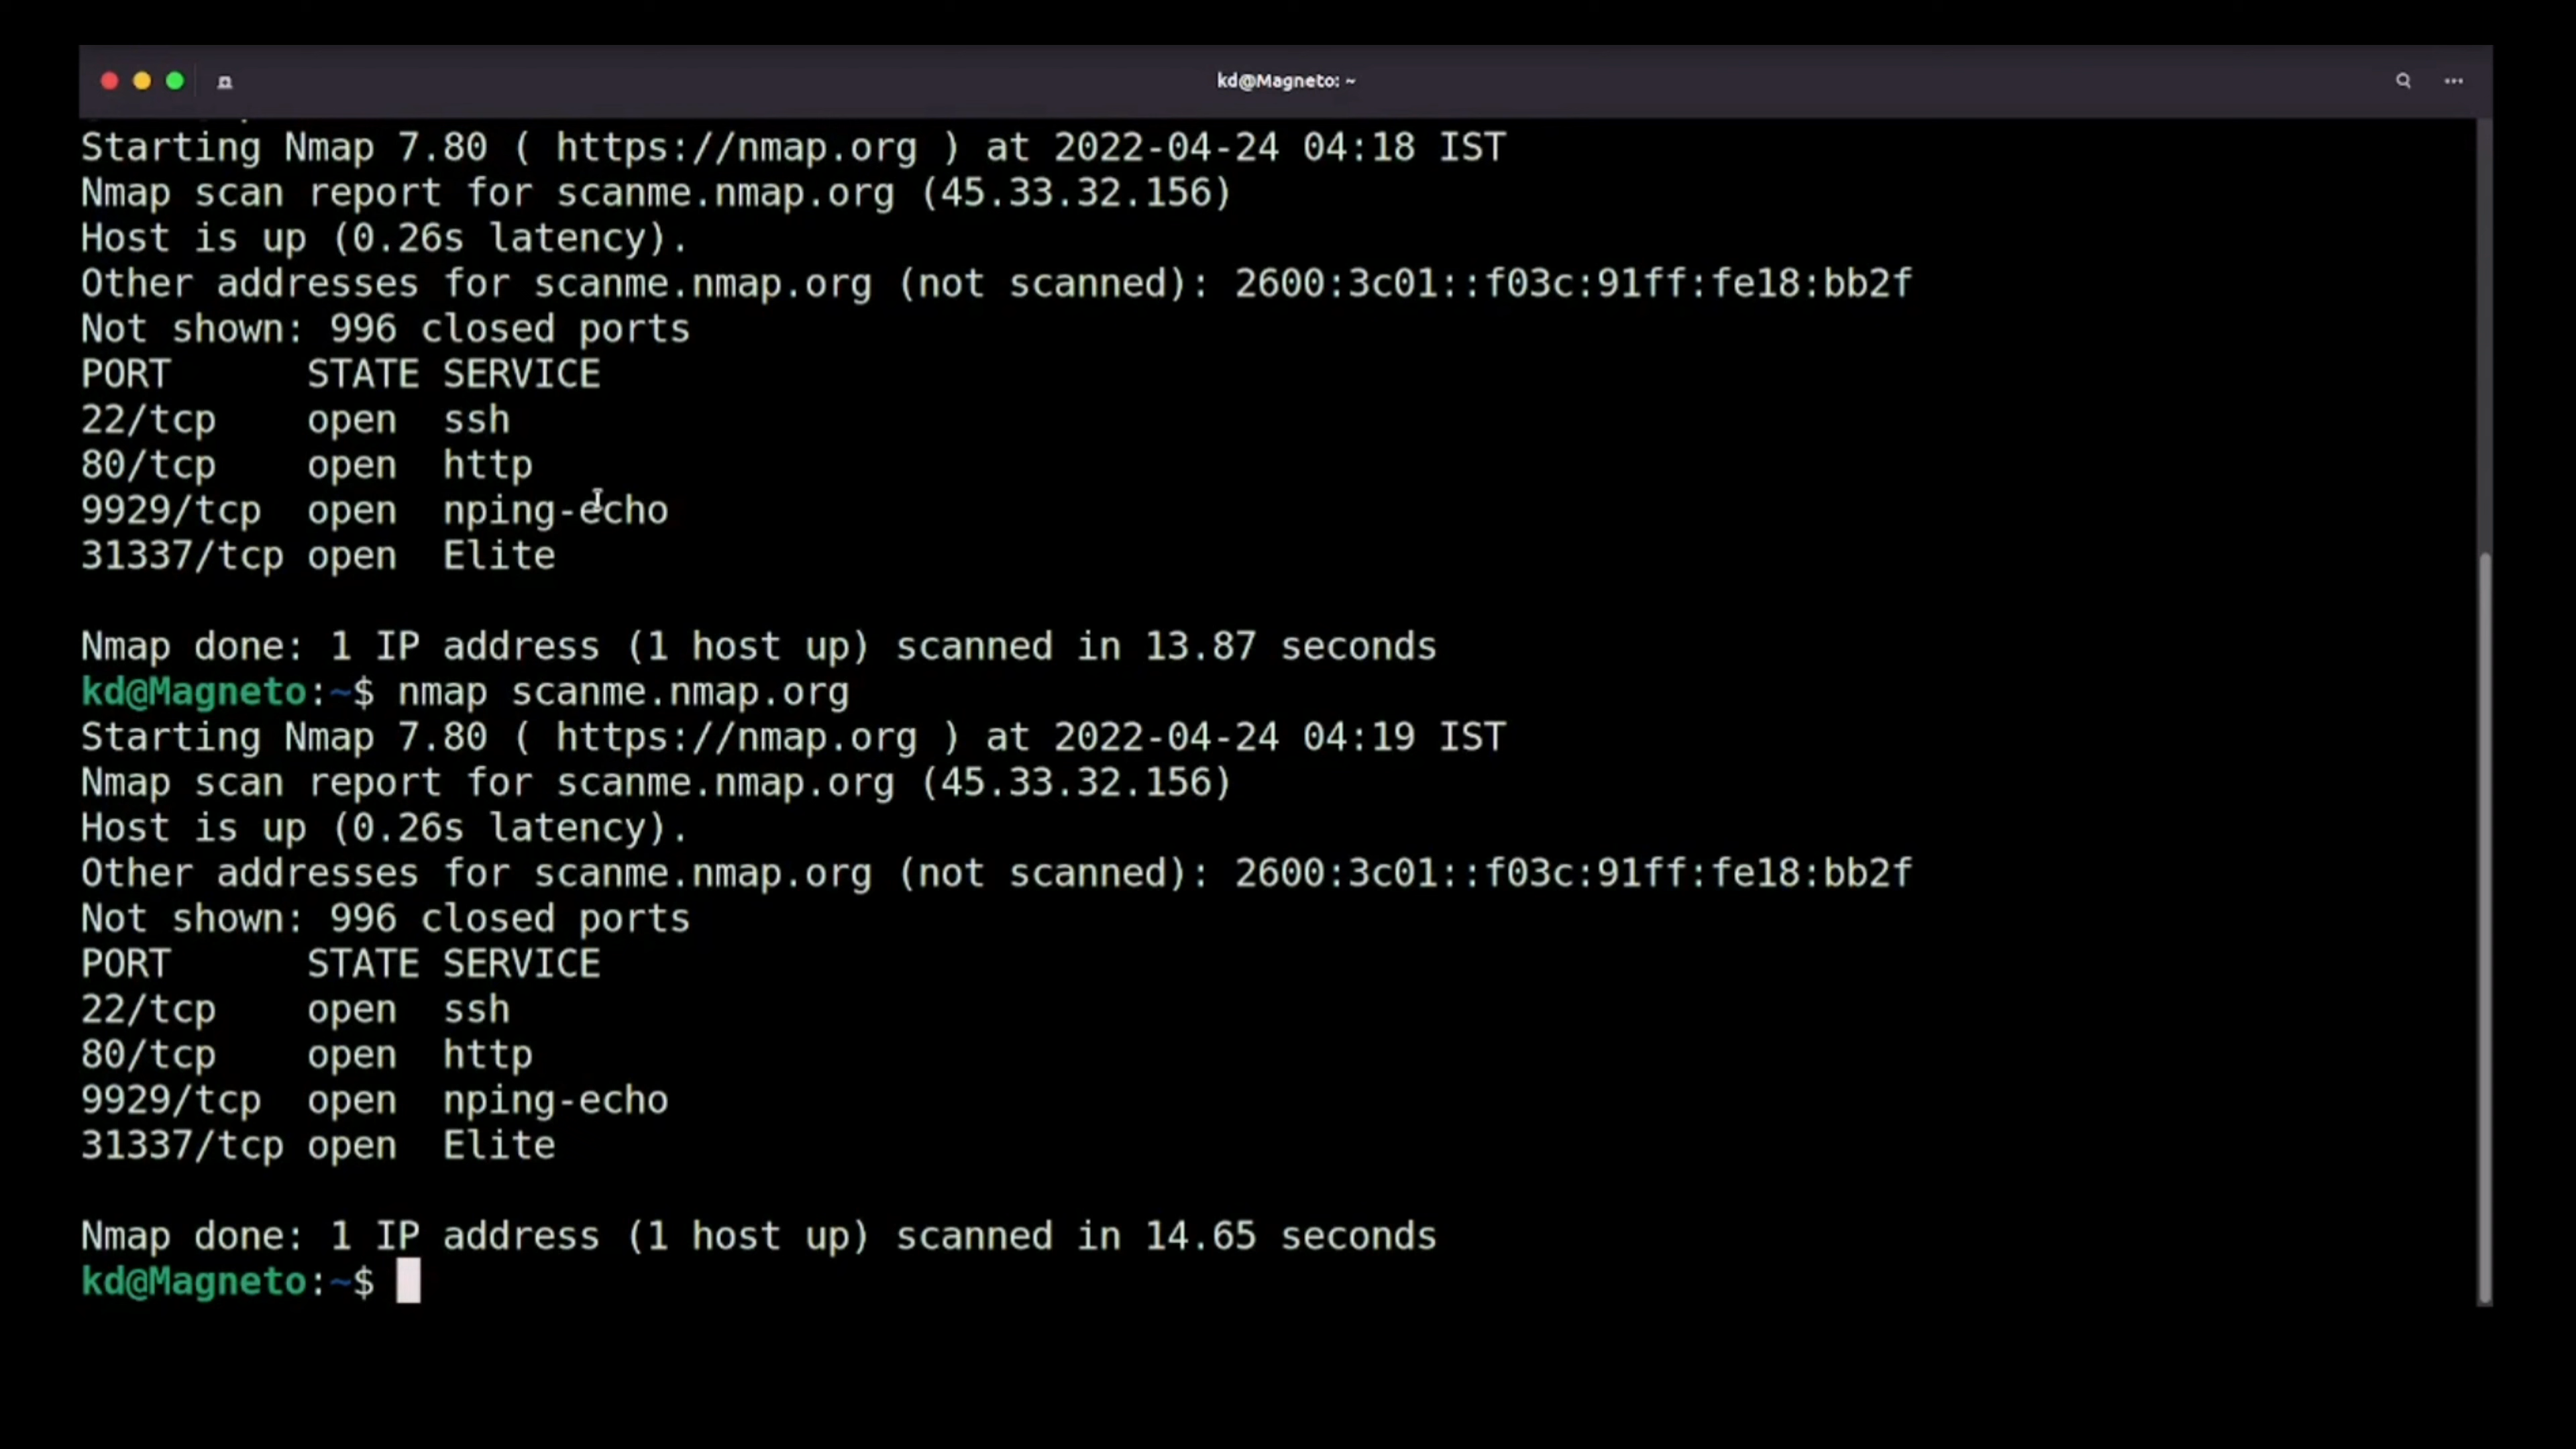 kd@Magneto: ~
Starting Nmap 7.80 ( https://nmap.org ) at 2022-04-24 04:18 IST
Nmap scan report for scanme.nmap.org (45.33.32.156)
Host is up (0.26s latency).
Other addresses for scanme.nmap.org (not scanned): 2600:3c01::f03c:91ff:fe18:bb2f
Not shown: 996 closed ports
PORT      STATE SERVICE
22/tcp    open  ssh
80/tcp    open  http
9929/tcp  open  nping-echo
31337/tcp open  Elite
Nmap done: 1 IP address (1 host up) scanned in 13.87 seconds
kd@Magneto:~$ nmap scanme.nmap.org
Starting Nmap 7.80 ( https://nmap.org ) at 2022-04-24 04:19 IST
Nmap scan report for scanme.nmap.org (45.33.32.156)
Host is up (0.26s latency).
Other addresses for scanme.nmap.org (not scanned): 2600:3c01::f03c:91ff:fe18:bb2f
Not shown: 996 closed ports
PORT      STATE SERVICE
22/tcp    open  ssh
80/tcp    open  http
9929/tcp  open  nping-echo
31337/tcp open  Elite
Nmap done: 1 IP address (1 host up) scanned in 14.65 seconds
kd@Magneto:~$